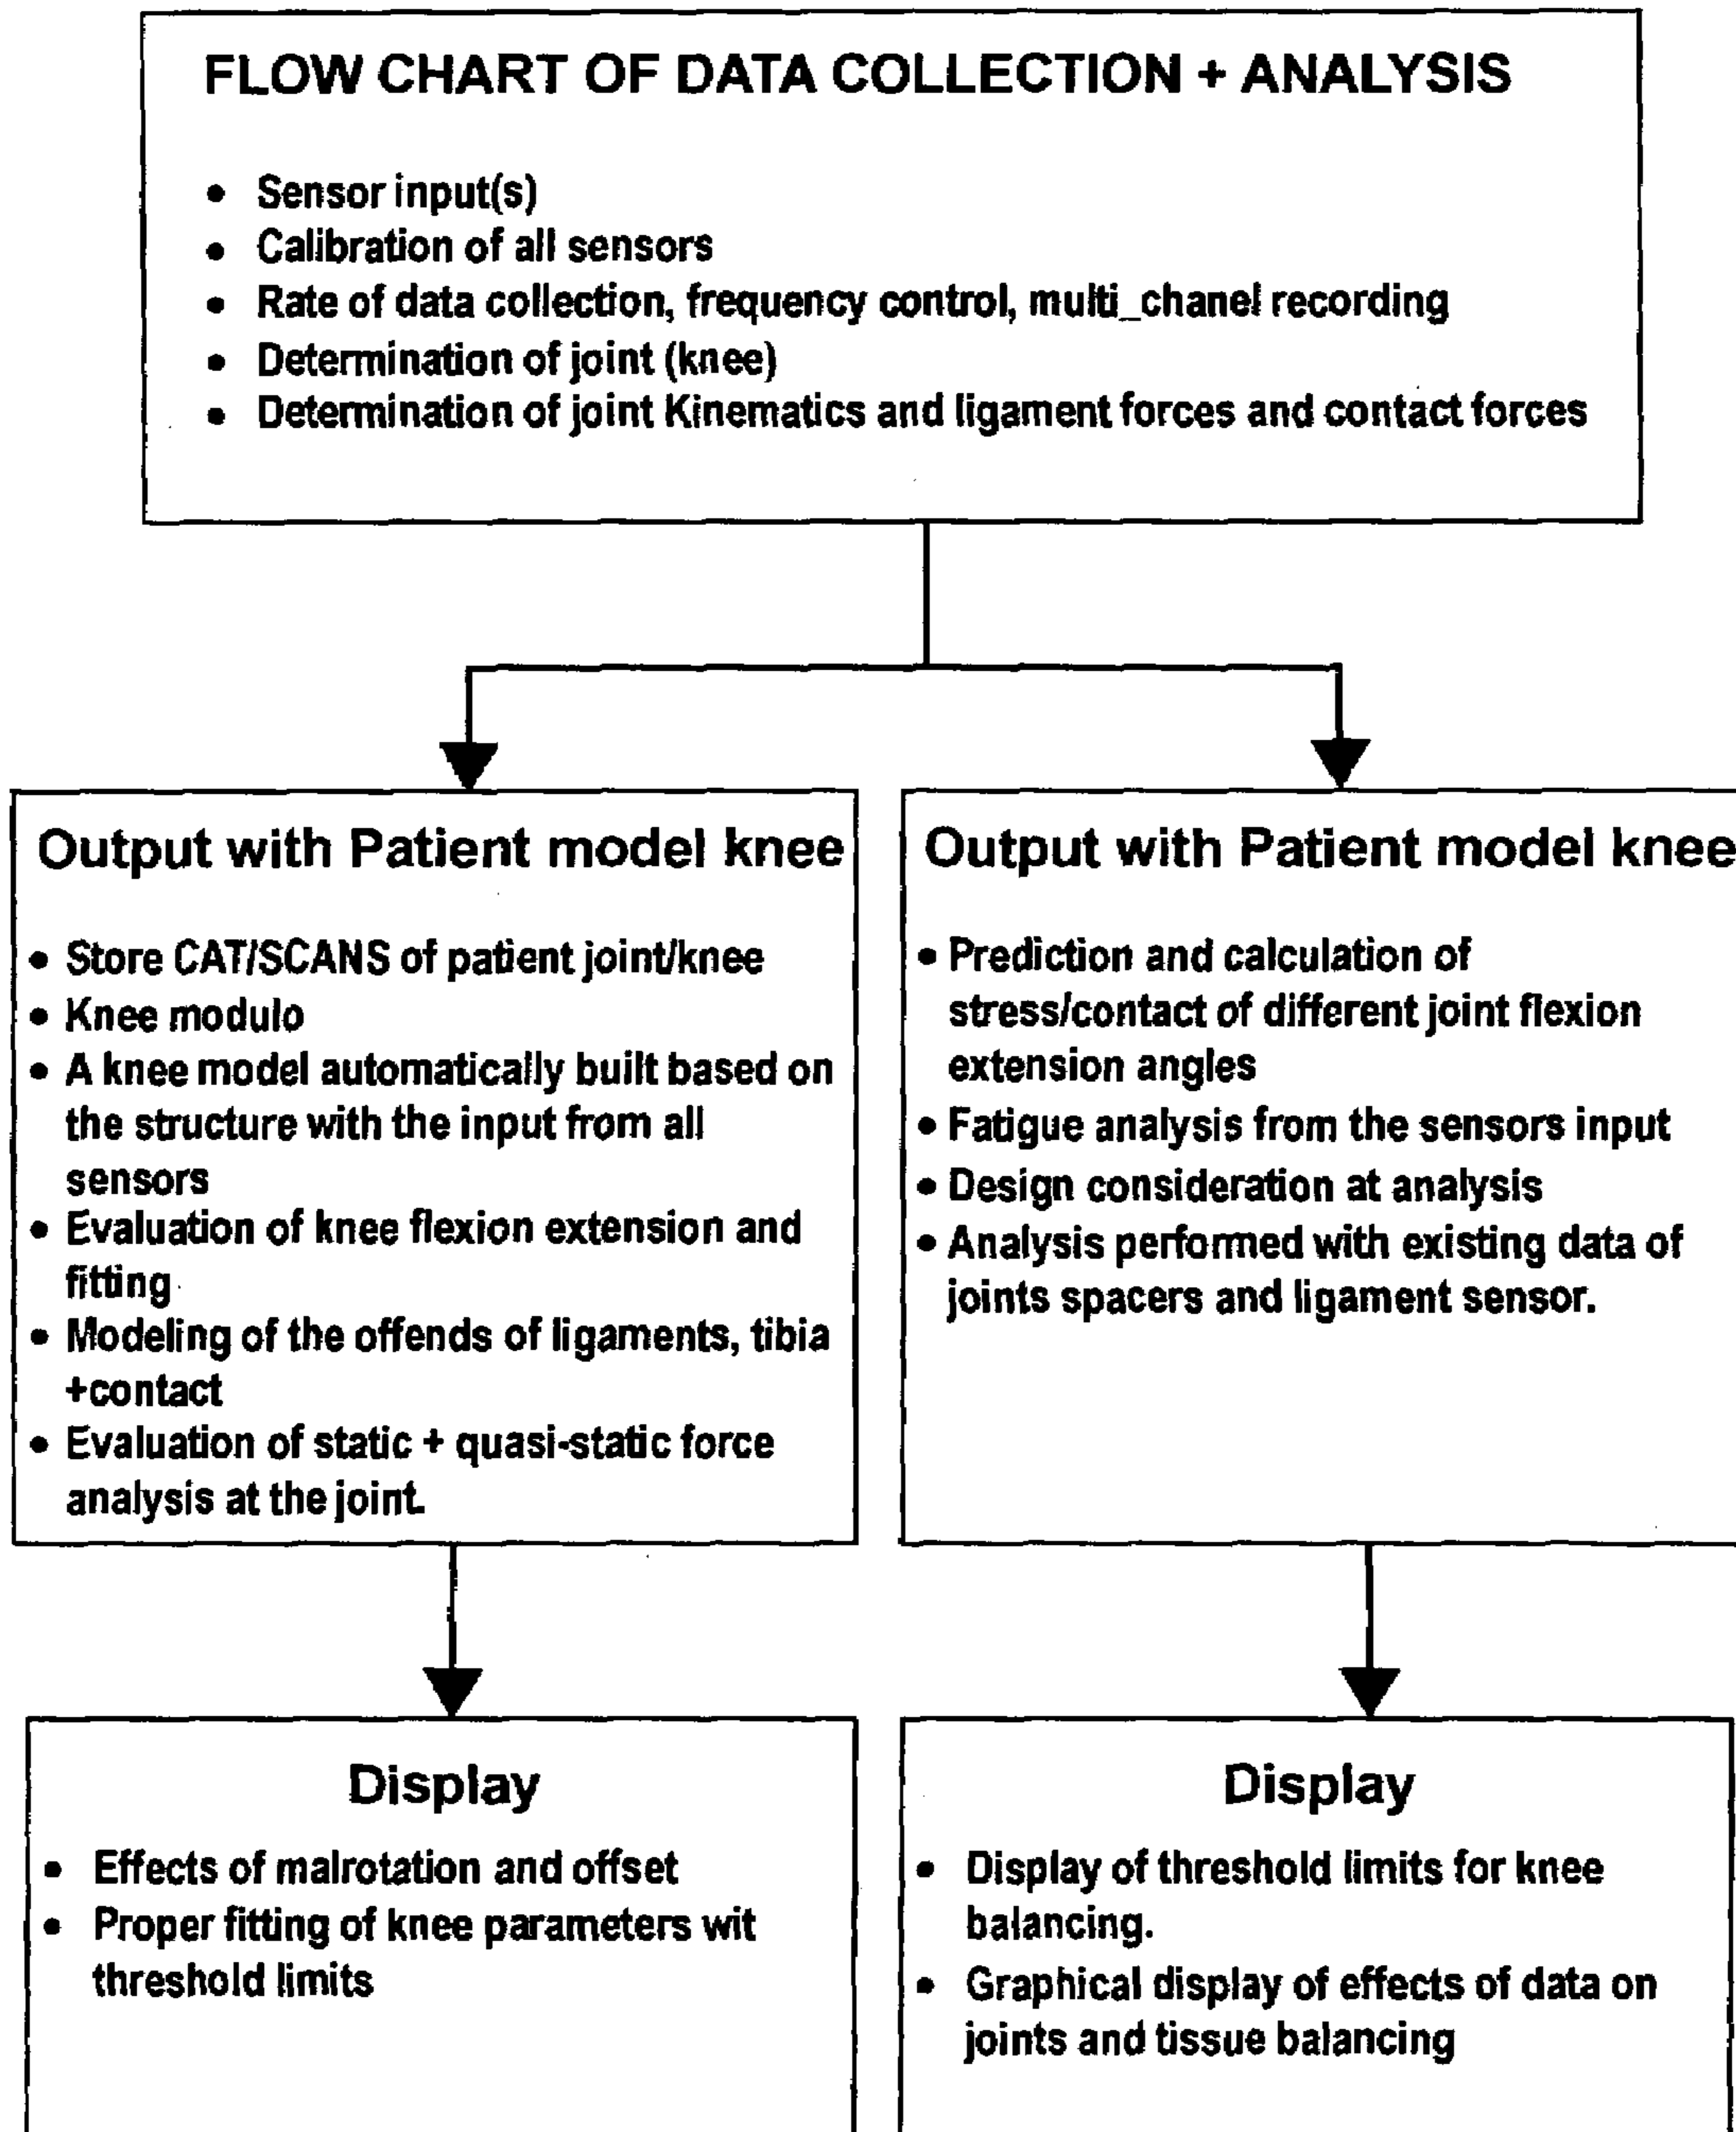 FLOW CHART OF DATA COLLECTION + ANALYSIS
• Sensor input(s)
• Calibration of all sensors
• Rate of data collection, frequency control, multi_chanel recording
• Determination of joint (knee)
• Determination of joint Kinematics and ligament forces and contact forces
Output with Patient model knee
• Store CAT/SCANS of patient joint/knee
• Knee modulo
• A knee model automatically built based on
the structure with the input from all
sensors
• Evaluation of knee flexion extension and
fitting
• Modeling of the offends of ligaments, tibia
+contact
• Evaluation of static + quasi-static force
analysis at the joint.
Output with Patient model knee
• Prediction and calculation of
stress/contact of different joint flexion
extension angles
• Fatigue analysis from the sensors input
• Design consideration at analysis
• Analysis performed with existing data of
joints spacers and ligament sensor.
Display
• Effects of malrotation and offset
• Proper fitting of knee parameters wit
threshold limits
Display
• Display of threshold limits for knee
balancing.
• Graphical display of effects of data on
joints and tissue balancing